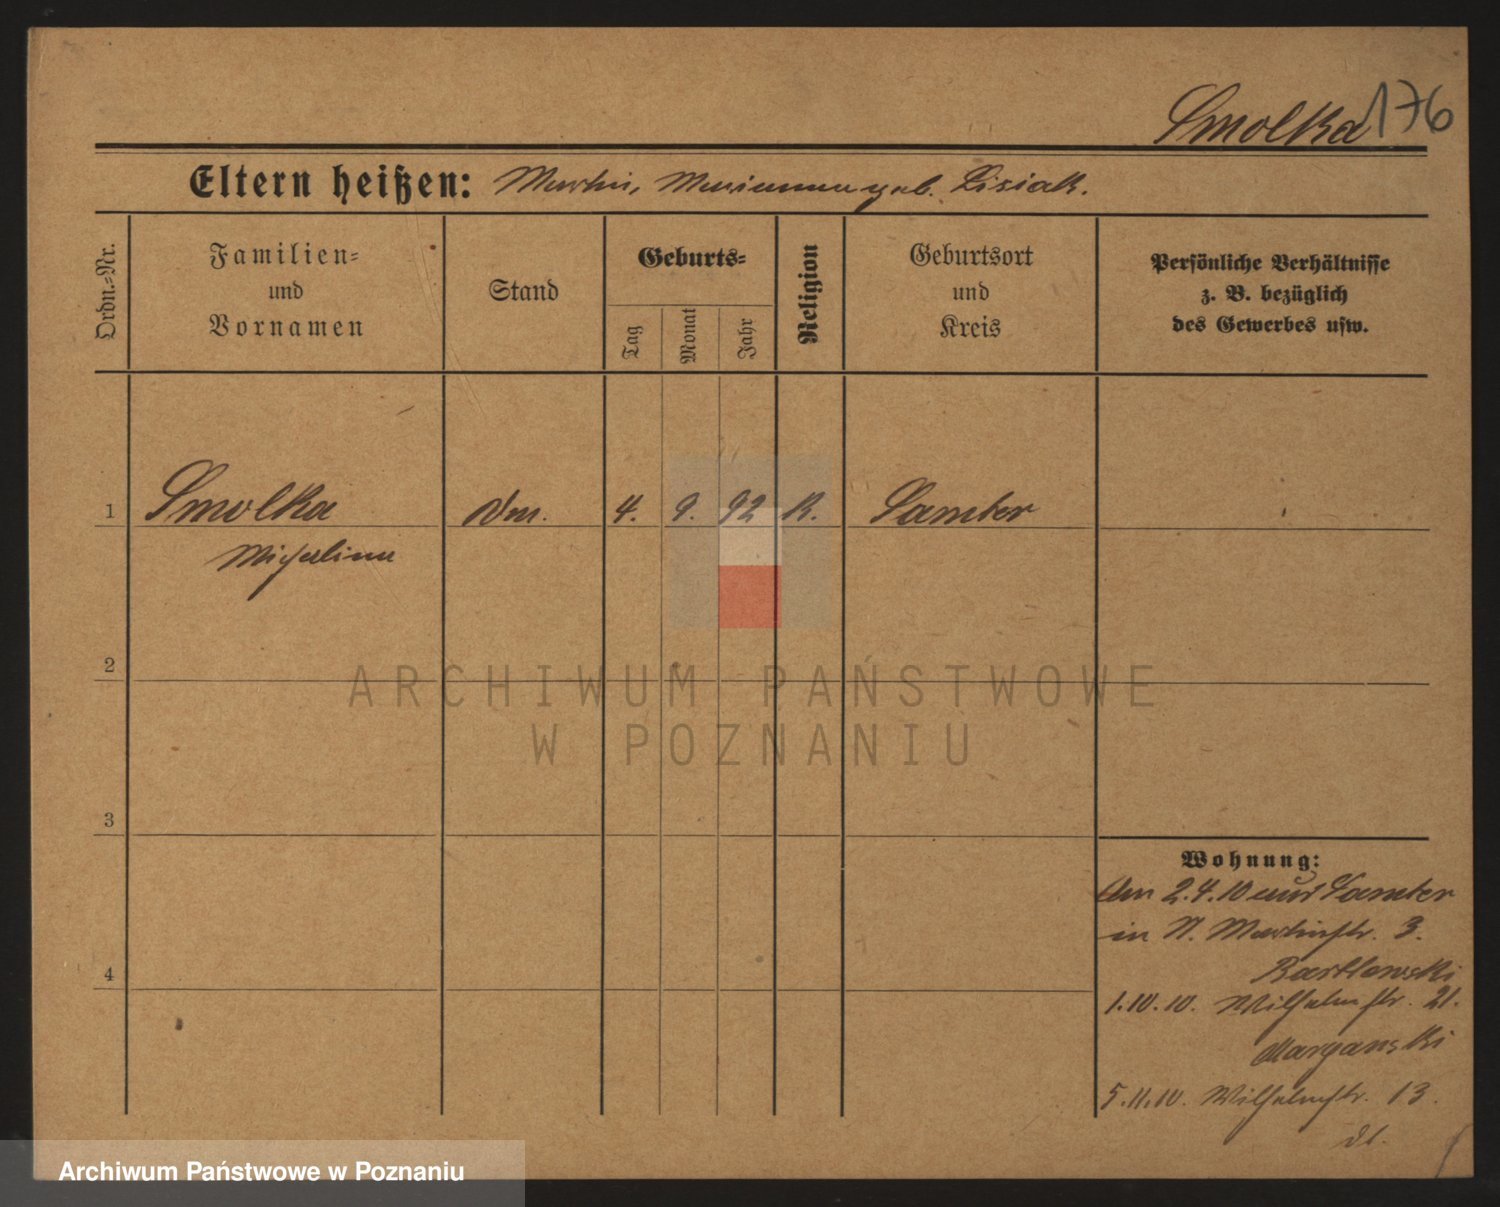 Smolka 176
Eltern heißen: Martin, Marianna geb. Lisiak.
Ordn.=Nr.
Familien=
und
Vornamen
Stand
Geburts=
Tag
Monat
Jahr
Religion
Geburtsort
und
Kreis
Persönliche Verhältnisse
z. B. bezüglich
des Gewerbes usw.
1 Smolka 4. 9. 92 K. Samter
Michalina
2
3
4
Wohnung:
Am 2.4.10 aus Samter
in St. Martinstr. 3.
Bartlowski
1.10.10. Wilhelmstr. 21.
Marganski
5.11.10. Wilhelmstr. 13.
ARCHIWUM PAŃSTWOWE
W POZNANIU
Archiwum Państwowe w Poznaniu